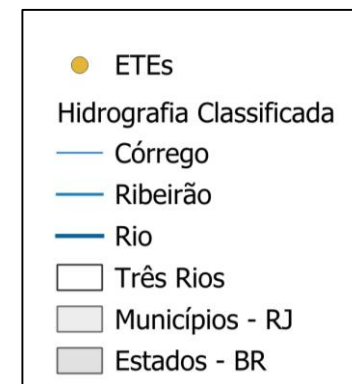 ETEs
Hidrografia Classificada
Córrego
Ribeirão
Rio
Três Rios
Municípios - RJ
Estados - BR